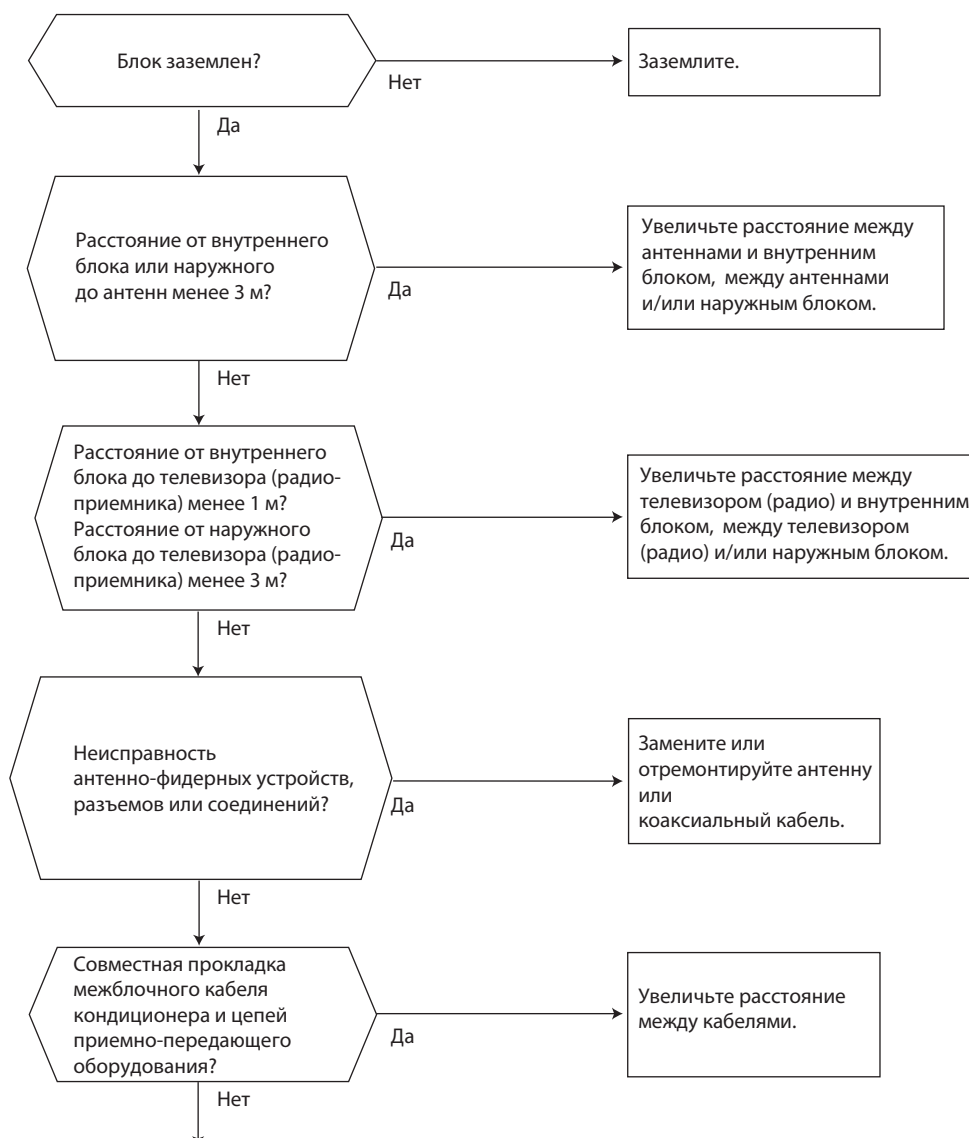 Блок заземлен?
Нет
Заземлите.
Да
Расстояние от внутреннего
блока или наружного
до антенн менее 3 м?
Да
Увеличьте расстояние между
антеннами и внутренним
блоком, между антеннами
и/или наружным блоком.
Нет
Расстояние от внутреннего
блока до телевизора (радио-
приемника) менее 1 м?
Расстояние от наружного
блока до телевизора (радио-
приемника) менее 3 м?
Да
Увеличьте расстояние между
телевизором (радио) и внутренним
блоком, между телевизором
(радио) и/или наружным блоком.
Нет
Неисправность
антенно-фидерных устройств,
разъемов или соединений?
Да
Замените или
отремонтируйте антенну
или
коаксиальный кабель.
Нет
Совместная прокладка
межблочного кабеля
кондиционера и цепей
приемно-передающего
оборудования?
Да
Увеличьте расстояние
между кабелями.
Нет